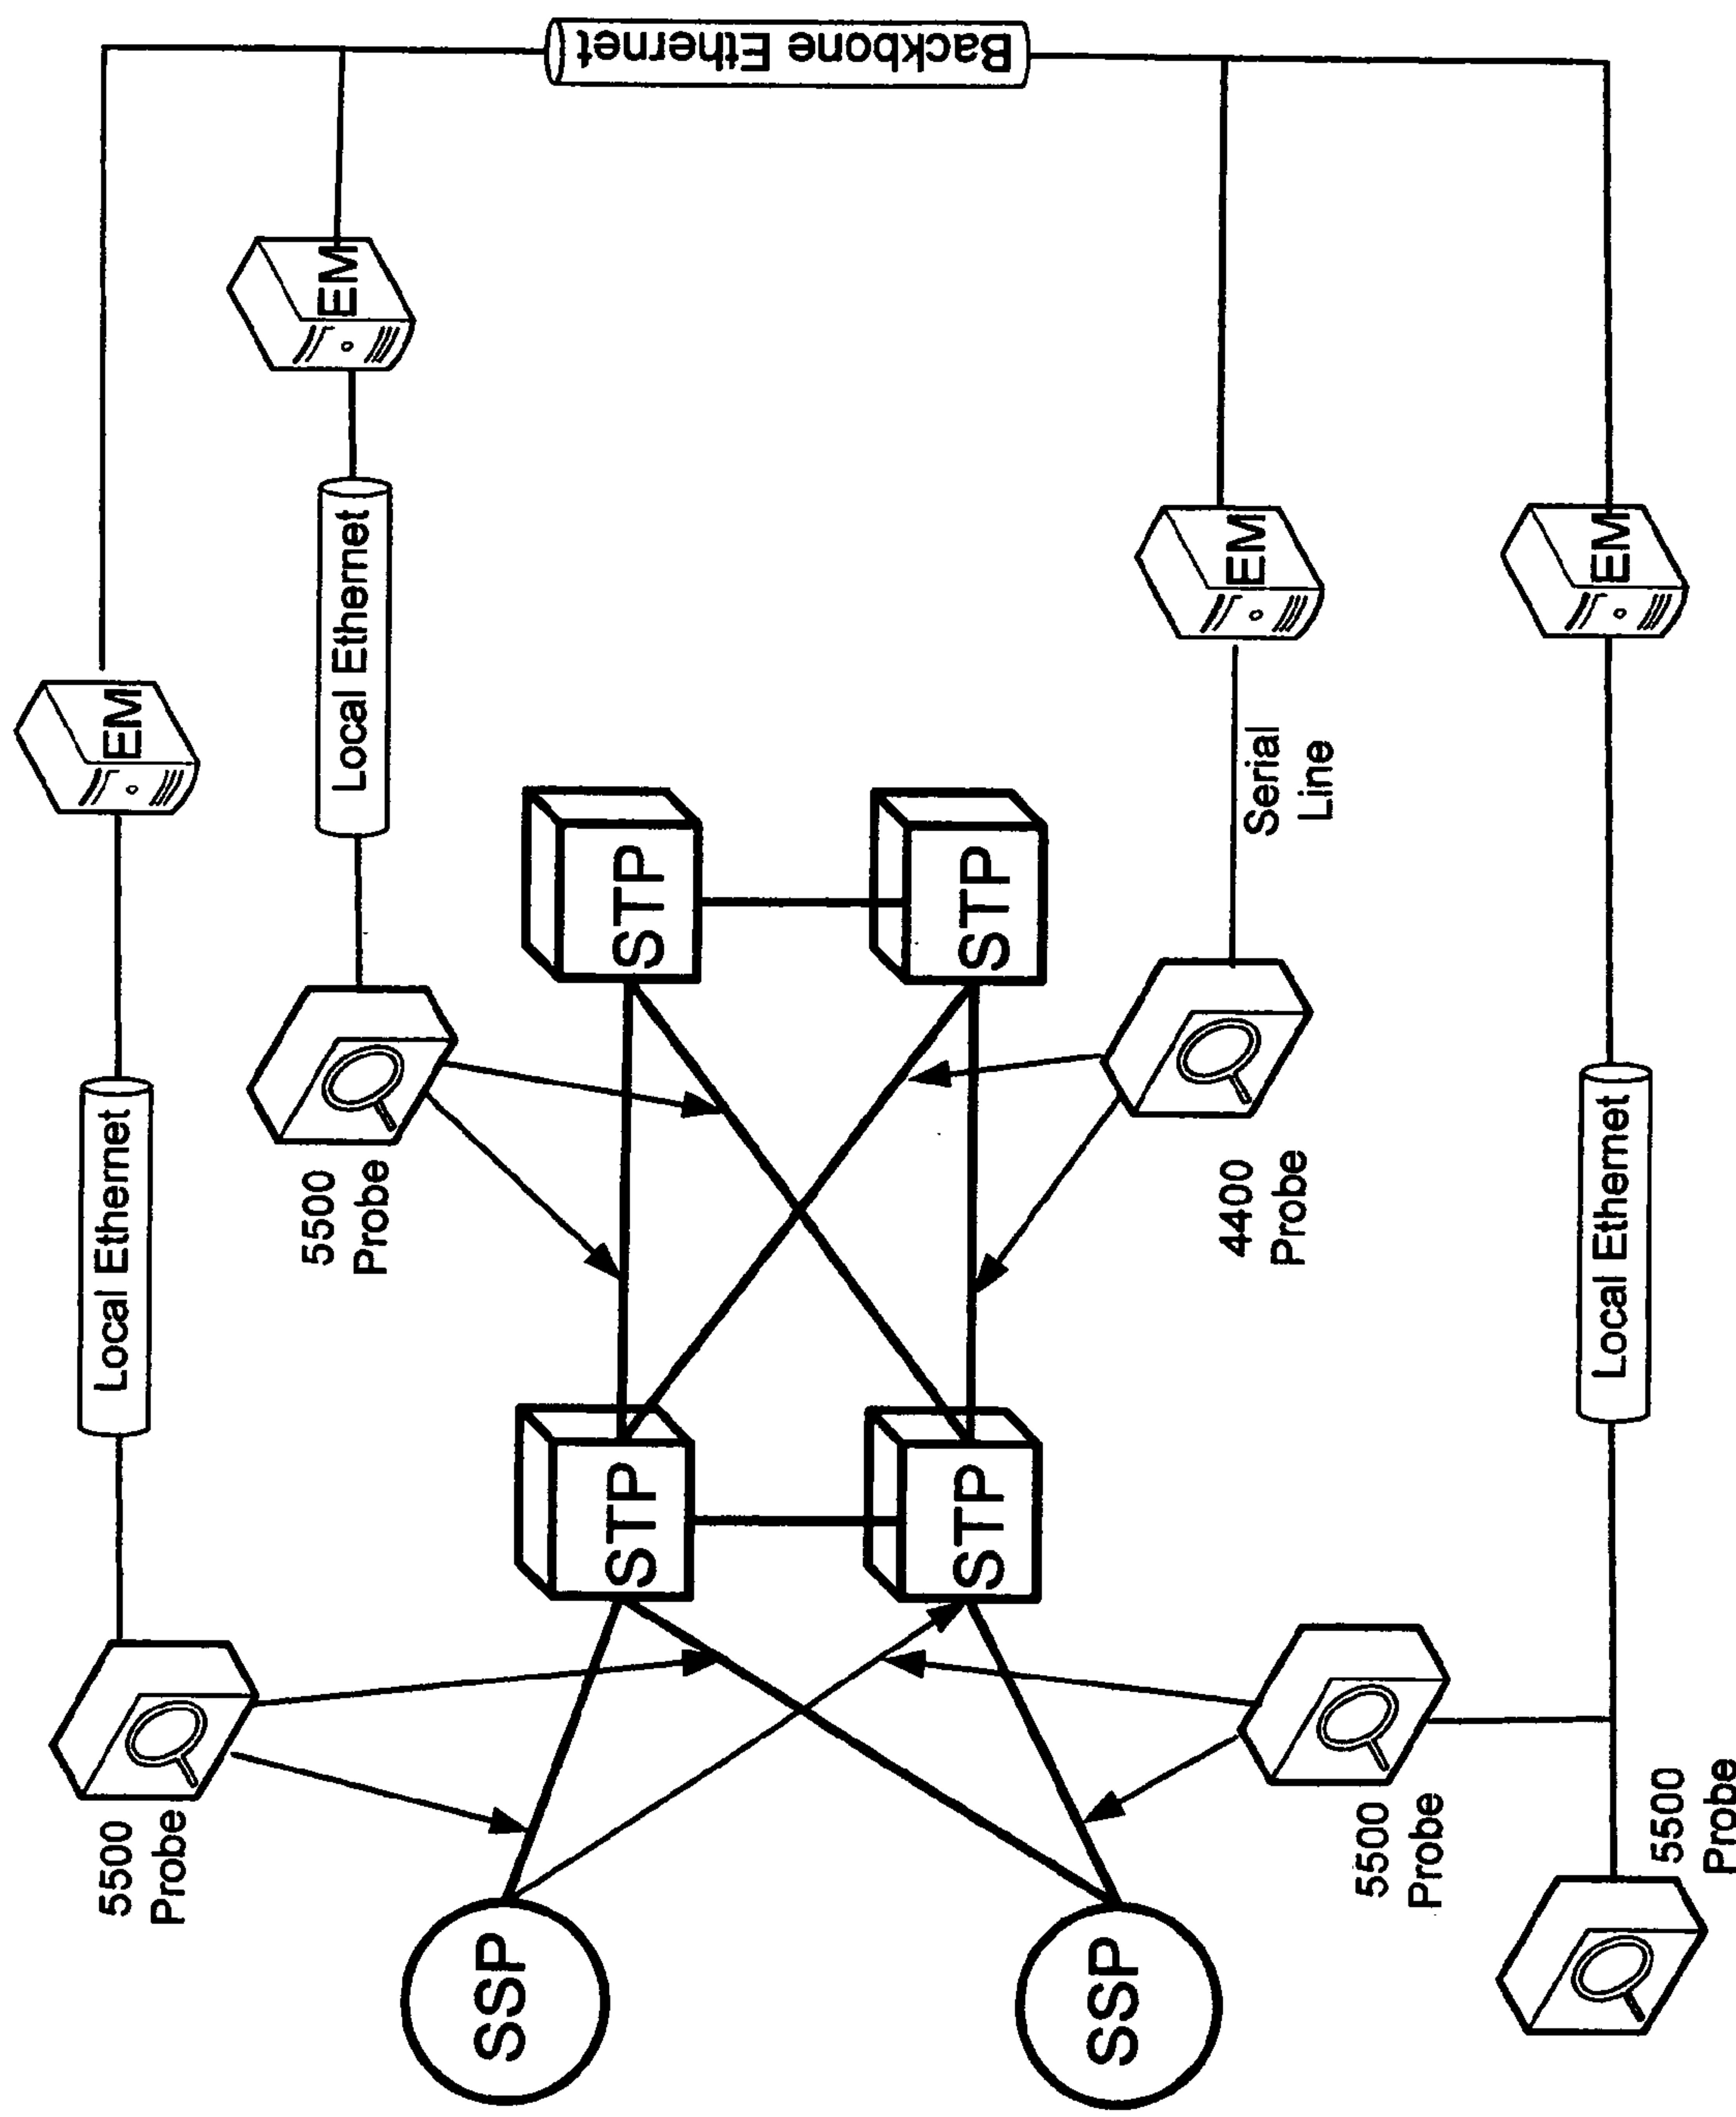 Backbone Ethernet
EM
EM
EM
EM
Local Ethernet
Local Ethernet
Serial
Line
STP
STP
5500
Probe
4400
Probe
Local Ethernet
STP
STP
5500
Probe
5500
Probe
5500
Probe
SSP
SSP